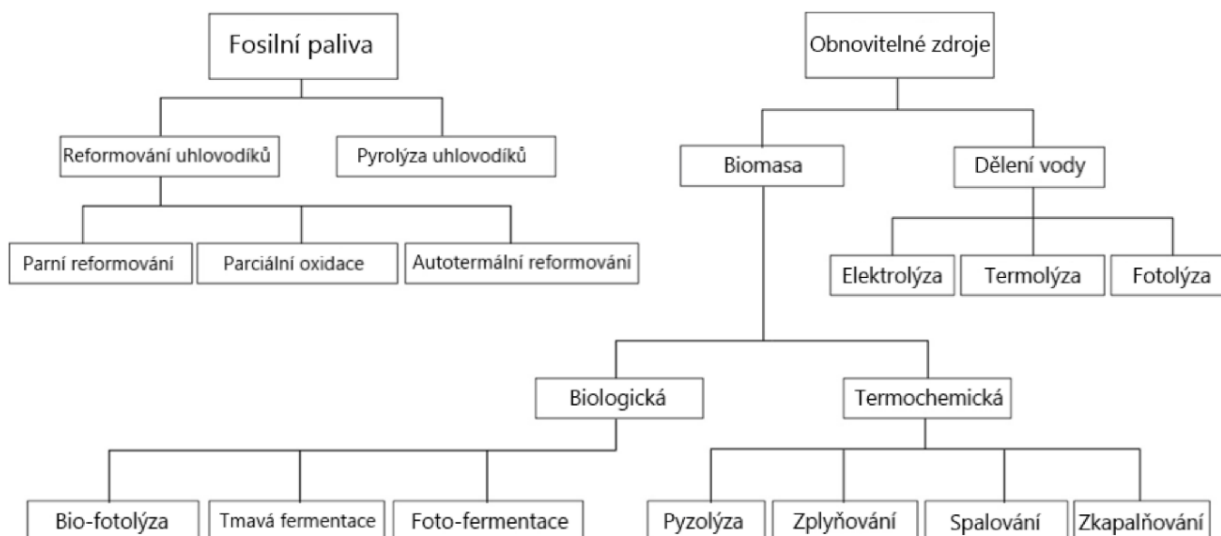 Fosilní paliva
Obnovitelné zdroje
Reformování uhlovodíků
Pyrolýza uhlovodíků
Biomasa
Dělení vody
Parní reformování
Parciální oxidace
Autotermální reformování
Elektrolýza
Termolýza
Fotolýza
Biologická
Termochemická
Bio-fotolýza
Tmavá fermentace
Foto-fermentace
Pyzolýza
Zplyňování
Spalování
Zkapalňování